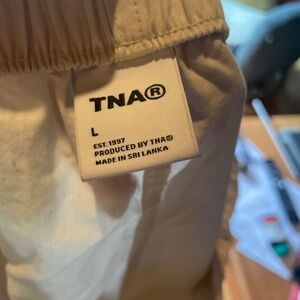 TNA®
L
EST. 1997
PRODUCED BY TNA®
MADE IN SRI LANKA